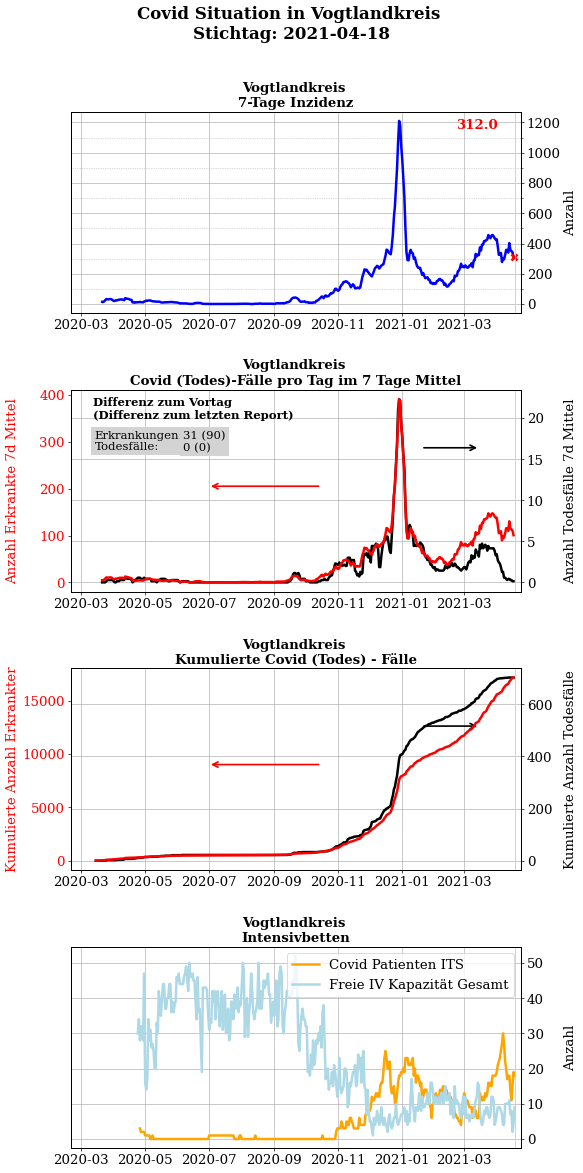 Covid Situation in Vogtlandkreis
Stichtag: 2021-04-18
Vogtlandkreis
7-Tage Inzidenz
312.0
1200
1000
800
600
400
200
0
Anzahl
2020-03 2020-05 2020-07 2020-09 2020-11 2021-01 2021-03
Vogtlandkreis
Covid (Todes)-Fälle pro Tag im 7 Tage Mittel
Anzahl Erkrankte 7d Mittel
400
300
200
100
0
Differenz zum Vortag
(Differenz zum letzten Report)
Erkrankungen 31 (90)
Todesfälle: 0 (0)
20
15
10
5
0
Anzahl Todesfälle 7d Mittel
2020-03 2020-05 2020-07 2020-09 2020-11 2021-01 2021-03
Vogtlandkreis
Kumulierte Covid (Todes) - Fälle
Kumulierte Anzahl Erkrankter
15000
10000
5000
0
600
400
200
0
Kumulierte Anzahl Todesfälle
2020-03 2020-05 2020-07 2020-09 2020-11 2021-01 2021-03
Vogtlandkreis
Intensivbetten
Covid Patienten ITS
Freie IV Kapazität Gesamt
50
40
30
20
10
0
Anzahl
2020-03 2020-05 2020-07 2020-09 2020-11 2021-01 2021-03